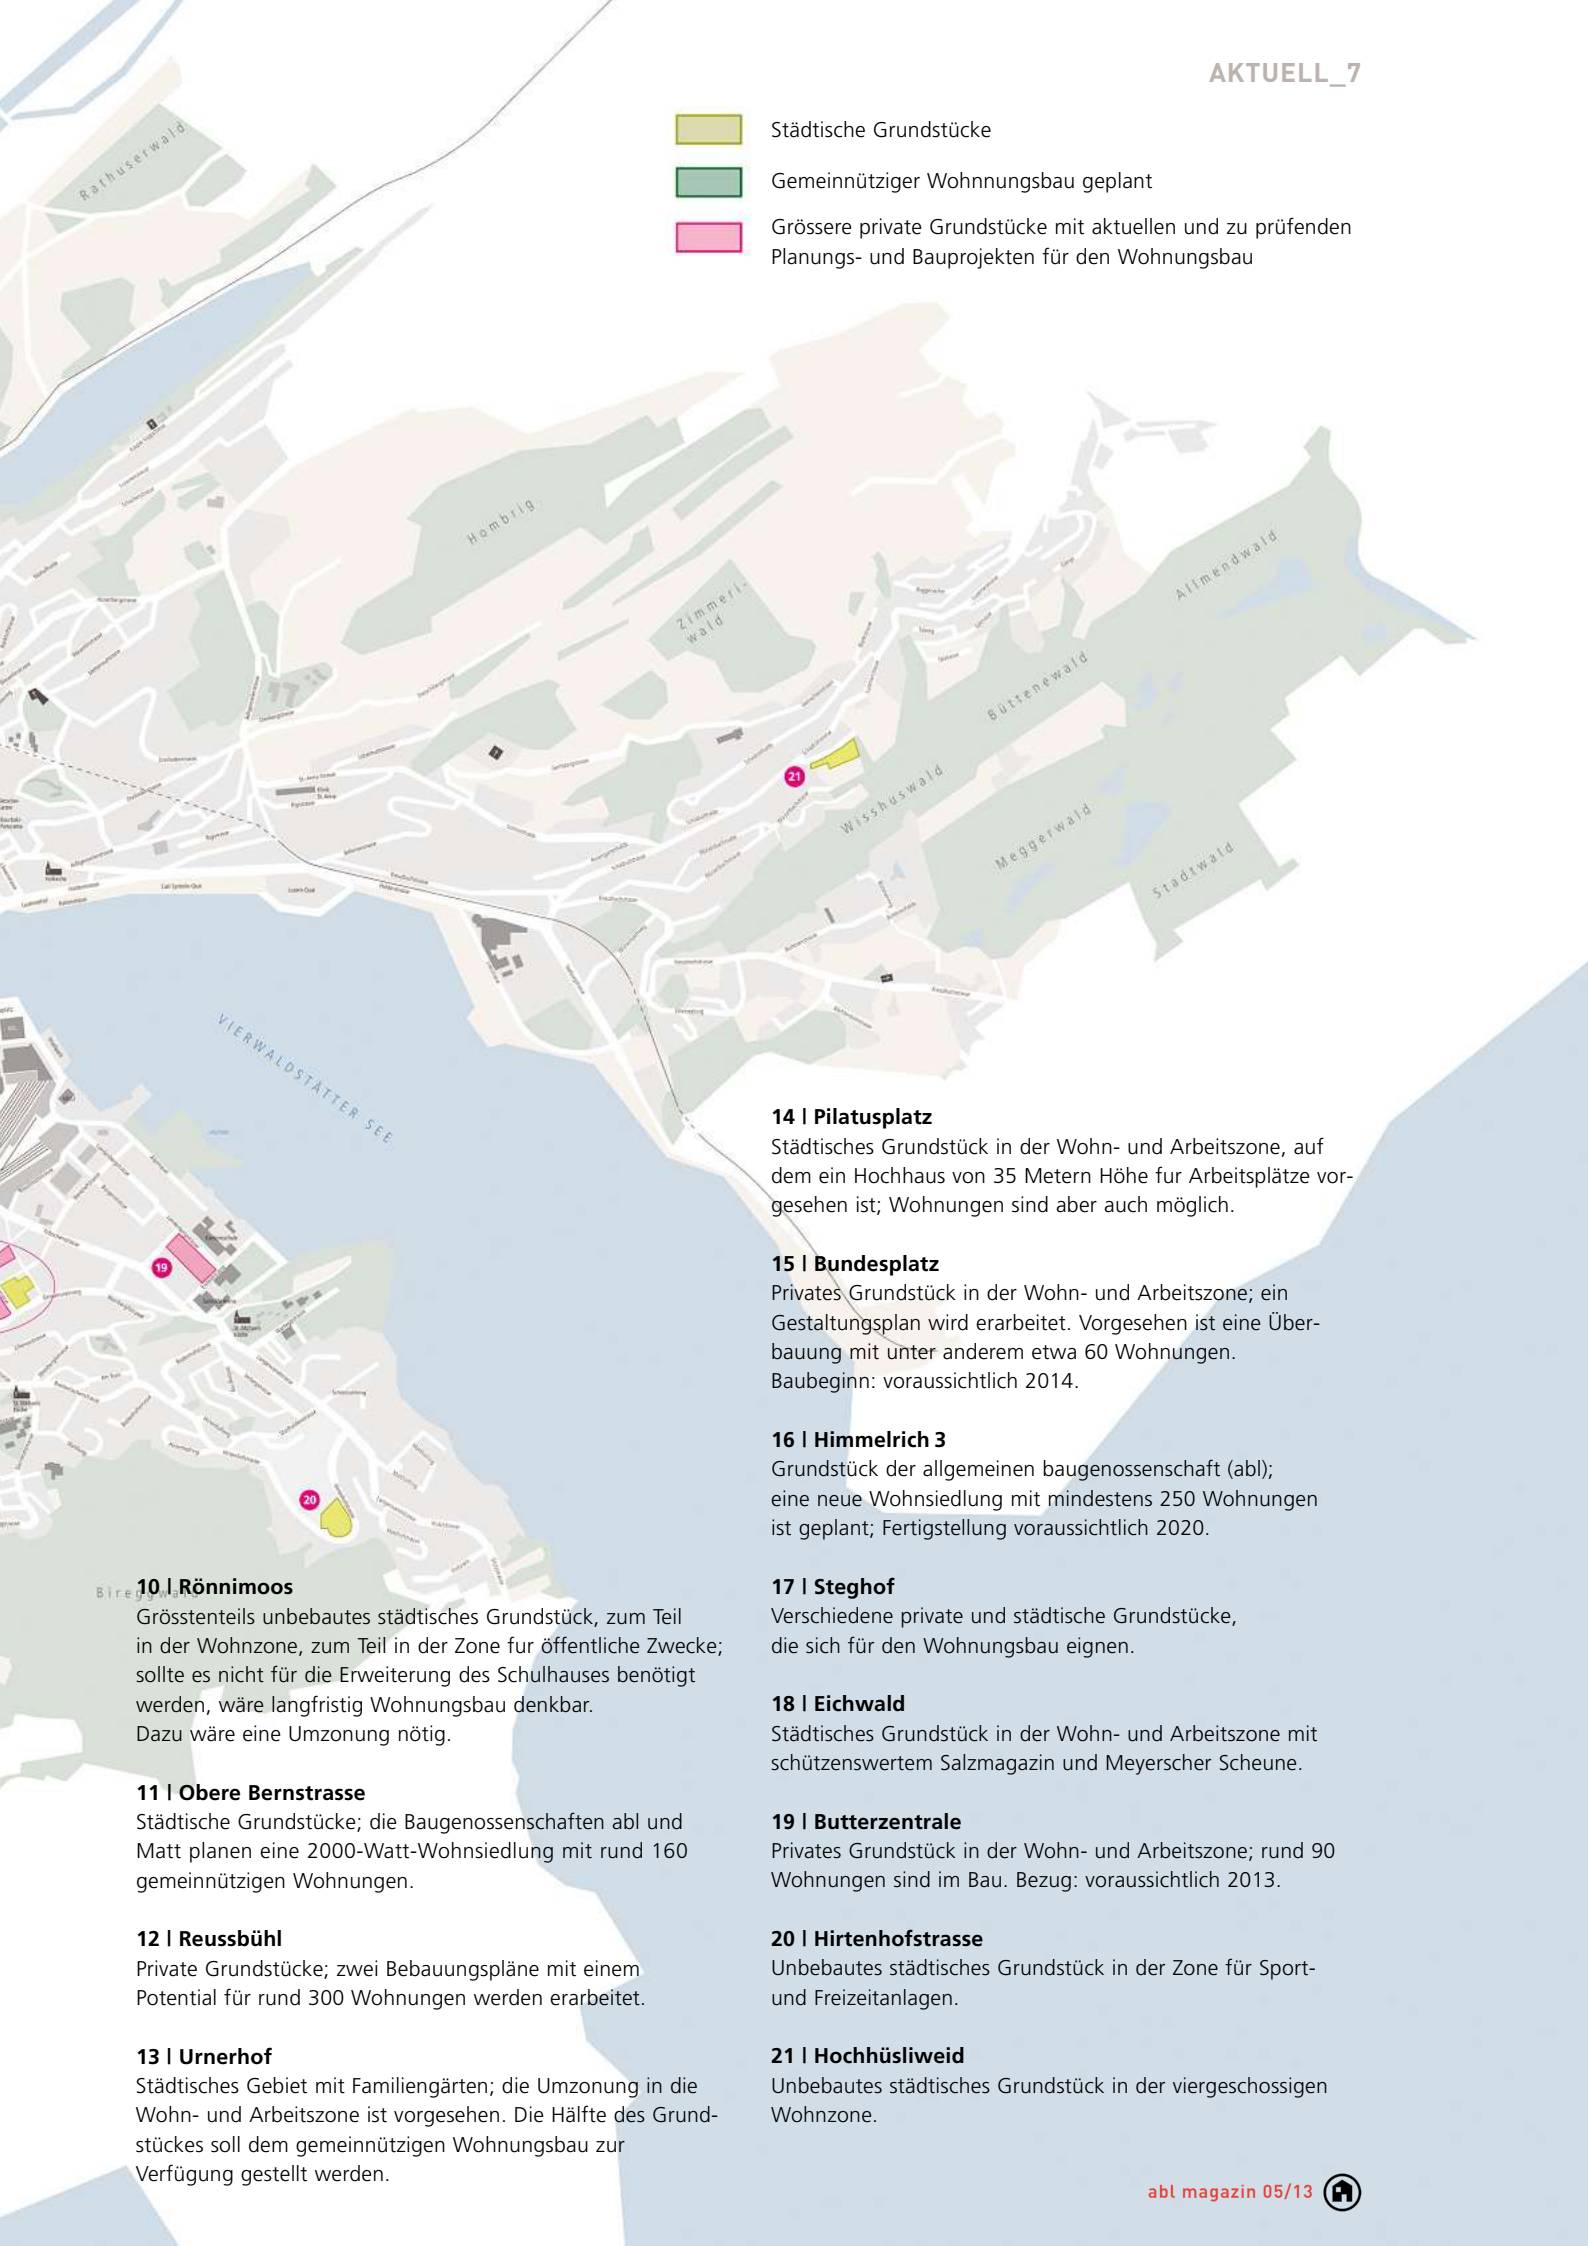 AKTUELL_7
Städtische Grundstücke
Gemeinnütziger Wohnnungsbau geplant
Grössere private Grundstücke mit aktuellen und zu prüfenden
Planungs- und Bauprojekten für den Wohnungsbau
Rathuserwald
Hombrig
Zimmeri-
wald
Allmendwald
Büttenewald
Wisshuswald
Meggerwald
Stadtwald
21
VIERWALDSTÄTTER SEE
19
20
Bireggwald
10 | Rönnimoos
Grösstenteils unbebautes städtisches Grundstück, zum Teil
in der Wohnzone, zum Teil in der Zone fur öffentliche Zwecke;
sollte es nicht für die Erweiterung des Schulhauses benötigt
werden, wäre langfristig Wohnungsbau denkbar.
Dazu wäre eine Umzonung nötig.
11 | Obere Bernstrasse
Städtische Grundstücke; die Baugenossenschaften abl und
Matt planen eine 2000-Watt-Wohnsiedlung mit rund 160
gemeinnützigen Wohnungen.
12 | Reussbühl
Private Grundstücke; zwei Bebauungspläne mit einem
Potential für rund 300 Wohnungen werden erarbeitet.
13 | Urnerhof
Städtisches Gebiet mit Familiengärten; die Umzonung in die
Wohn- und Arbeitszone ist vorgesehen. Die Hälfte des Grund-
stückes soll dem gemeinnützigen Wohnungsbau zur
Verfügung gestellt werden.
14 | Pilatusplatz
Städtisches Grundstück in der Wohn- und Arbeitszone, auf
dem ein Hochhaus von 35 Metern Höhe fur Arbeitsplätze vor-
gesehen ist; Wohnungen sind aber auch möglich.
15 | Bundesplatz
Privates Grundstück in der Wohn- und Arbeitszone; ein
Gestaltungsplan wird erarbeitet. Vorgesehen ist eine Über-
bauung mit unter anderem etwa 60 Wohnungen.
Baubeginn: voraussichtlich 2014.
16 | Himmelrich 3
Grundstück der allgemeinen baugenossenschaft (abl);
eine neue Wohnsiedlung mit mindestens 250 Wohnungen
ist geplant; Fertigstellung voraussichtlich 2020.
17 | Steghof
Verschiedene private und städtische Grundstücke,
die sich für den Wohnungsbau eignen.
18 | Eichwald
Städtisches Grundstück in der Wohn- und Arbeitszone mit
schützenswertem Salzmagazin und Meyerscher Scheune.
19 | Butterzentrale
Privates Grundstück in der Wohn- und Arbeitszone; rund 90
Wohnungen sind im Bau. Bezug: voraussichtlich 2013.
20 | Hirtenhofstrasse
Unbebautes städtisches Grundstück in der Zone für Sport-
und Freizeitanlagen.
21 | Hochhüsliweid
Unbebautes städtisches Grundstück in der viergeschossigen
Wohnzone.
abl magazin 05/13